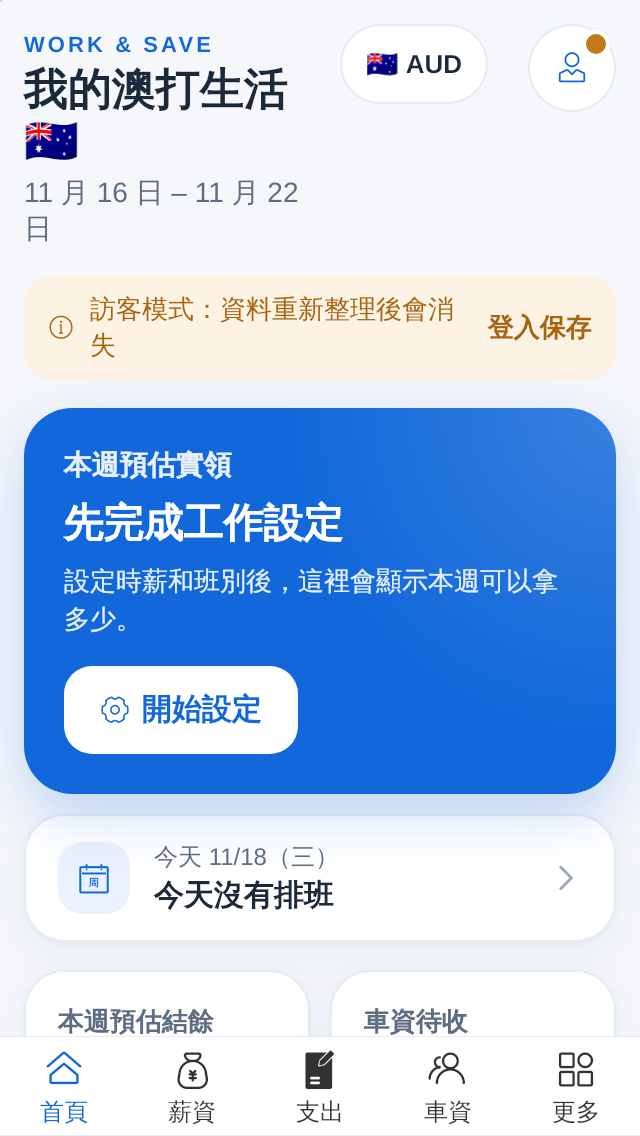 WORK & SAVE
我的澳打生活
🇦🇺
11 月 16 日 – 11 月 22
日
🇦🇺 AUD
訪客模式：資料重新整理後會消
失
登入保存
本週預估實領
先完成工作設定
設定時薪和班別後，這裡會顯示本週可以拿
多少。
開始設定
周
今天 11/18（三）
今天沒有排班
本週預估結餘
車資待收
首頁
薪資
支出
車資
更多